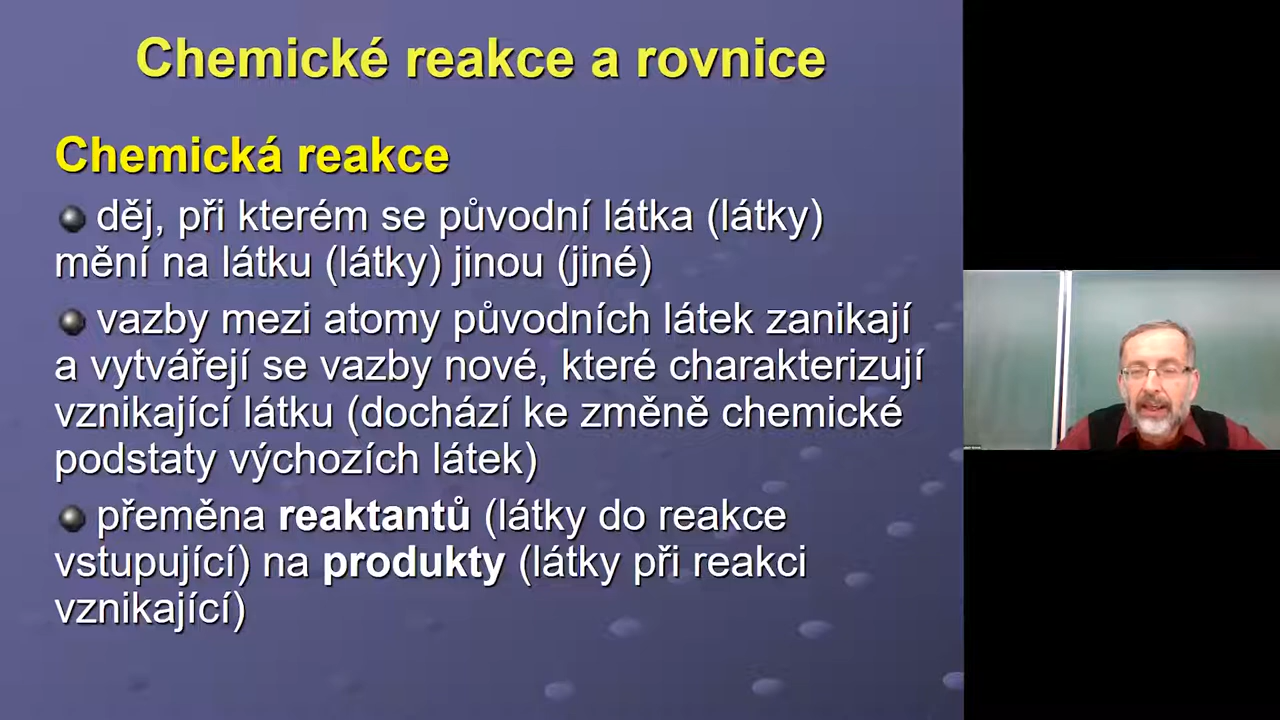 Chemické reakce a rovnice
Chemická reakce
děj, při kterém se původní látka (látky)
mění na látku (látky) jinou (jiné)
vazby mezi atomy původních látek zanikají
a vytvářejí se vazby nové, které charakterizují
vznikající látku (dochází ke změně chemické
podstaty výchozích látek)
přeměna reaktantů (látky do reakce
vstupující) na produkty (látky při reakci
vznikající)